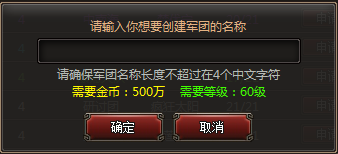 请输入你想要创建军团的名称
请确保军团名称长度不超过在4个中文字符
需要金币：500万 需要等级：60级
确定 取消